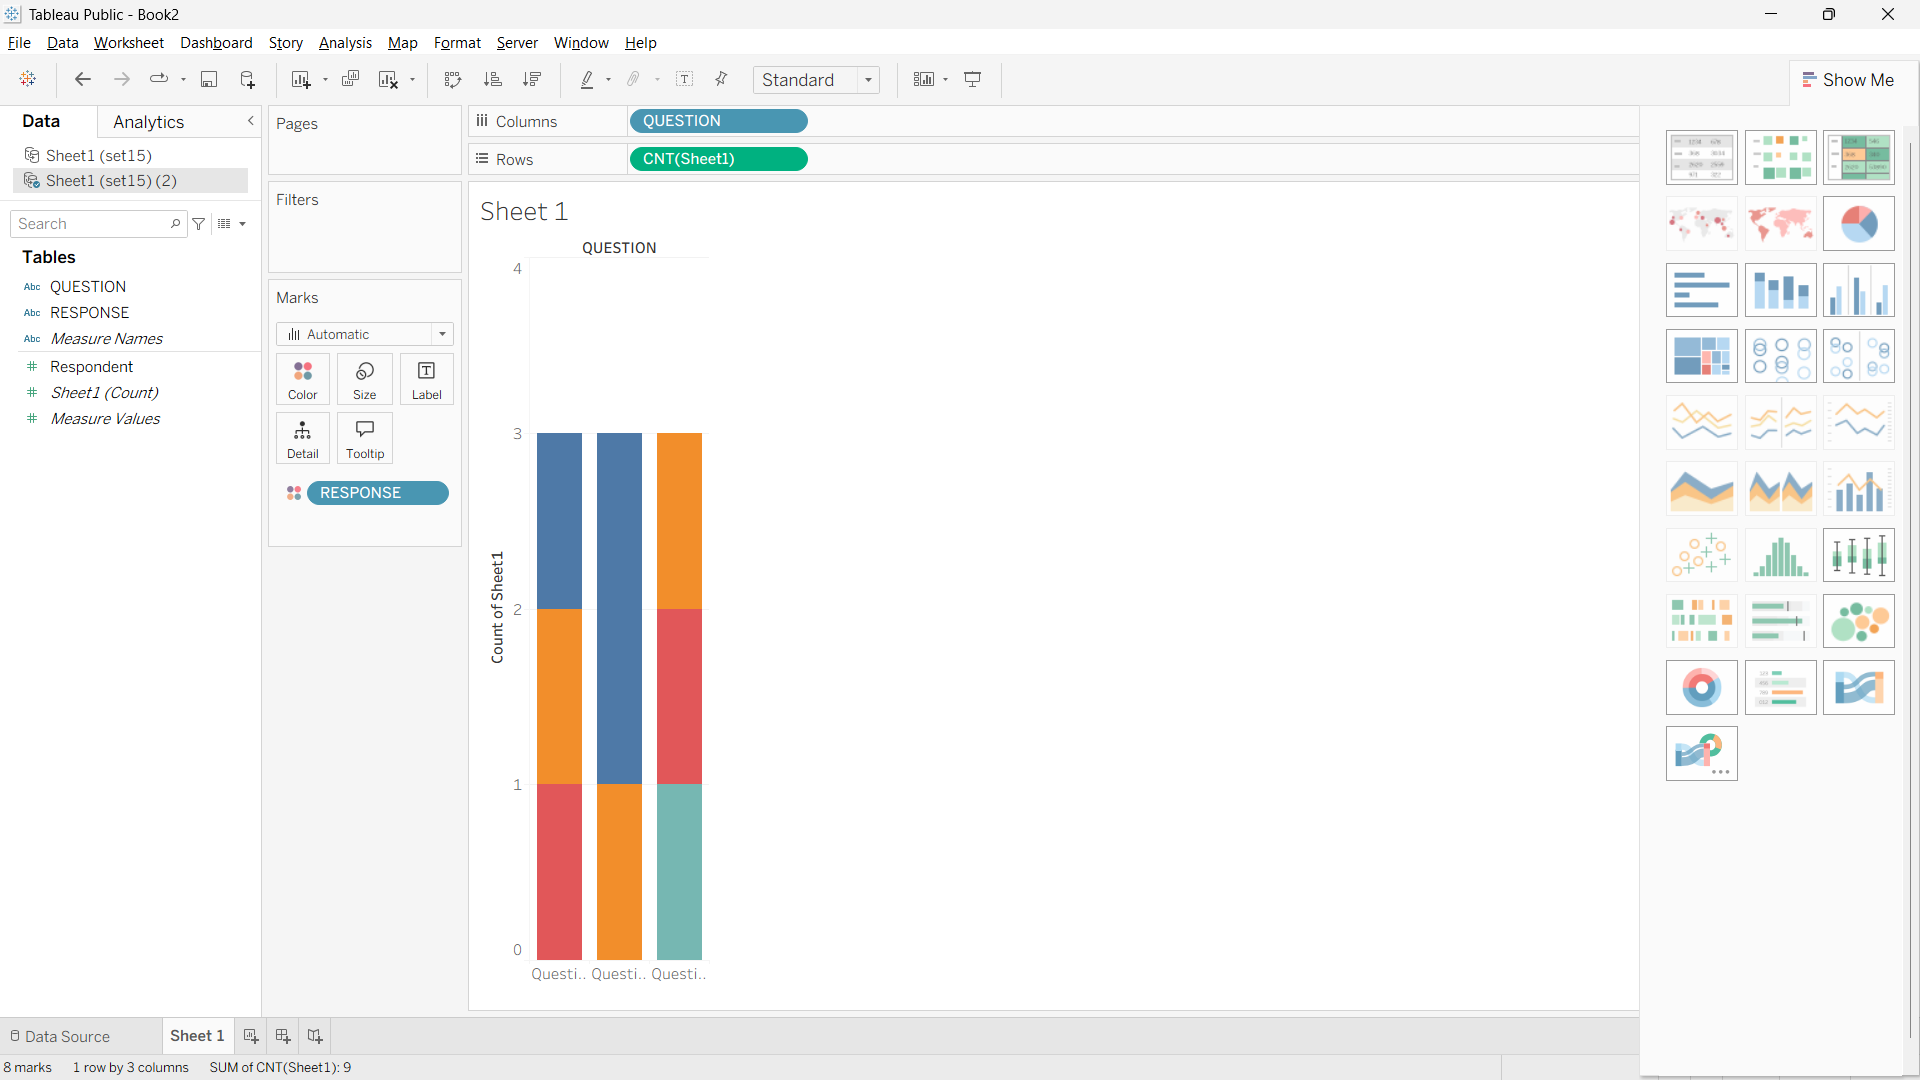 Tableau Public - Book2
File Data Worksheet Dashboard Story Analysis Map Format Server Window Help
Standard
Show Me
Data
Analytics
Sheet1 (set15)
Sheet1 (set15) (2)
Search
Tables
Abc QUESTION
Abc RESPONSE
Abc Measure Names
Respondent
Sheet1 (Count)
Measure Values
Pages
Filters
Marks
Automatic
Color
Size
Label
Detail
Tooltip
RESPONSE
Columns
QUESTION
Rows
CNT(Sheet1)
Sheet 1
QUESTION
4
3
2
1
0
Count of Sheet1
Questi.. Questi.. Questi..
Data Source
Sheet 1
8 marks
1 row by 3 columns
SUM of CNT(Sheet1): 9